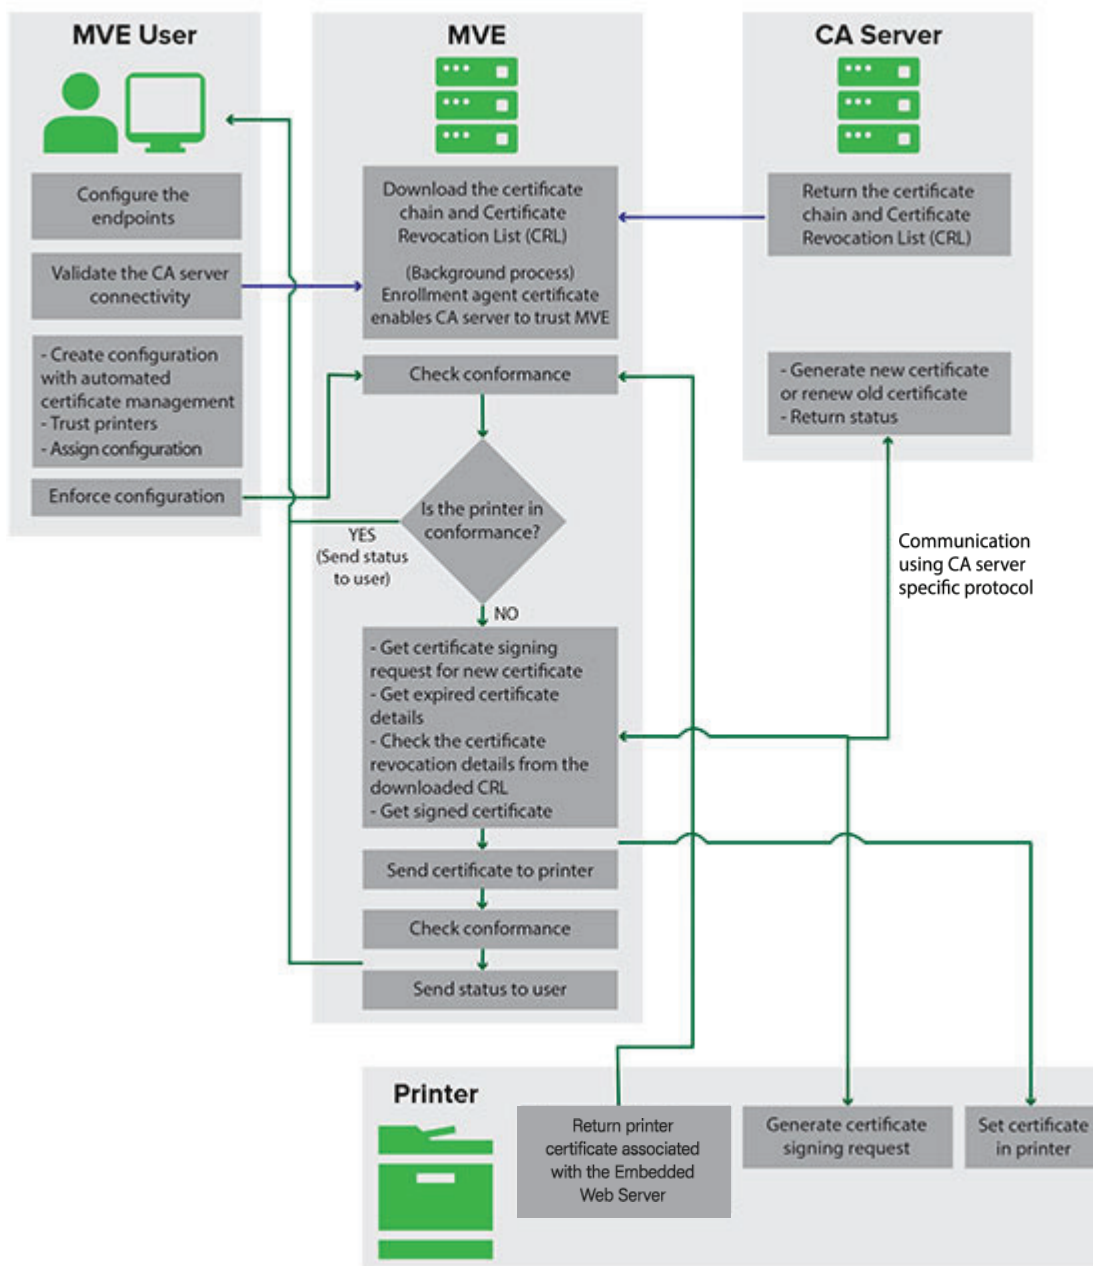 MVE User
Configure the
endpoints
Validate the CA server
connectivity
- Create configuration
with automated
certificate management
- Trust printers
- Assign configuration
Enforce configuration
MVE
Download the certificate
chain and Certificate
Revocation List (CRL)
(Background process)
Enrollment agent certificate
enables CA server to trust MVE
Check conformance
Is the printer in
conformance?
YES
(Send status
to user)
NO
- Get certificate signing
request for new certificate
- Get expired certificate
details
- Check the certificate
revocation details from the
downloaded CRL
- Get signed certificate
Send certificate to printer
Check conformance
Send status to user
CA Server
Return the certificate
chain and Certificate
Revocation List (CRL)
- Generate new certificate
or renew old certificate
- Return status
Communication
using CA server
specific protocol
Printer
Return printer
certificate associated
with the Embedded
Web Server
Generate certificate
signing request
Set certificate
in printer